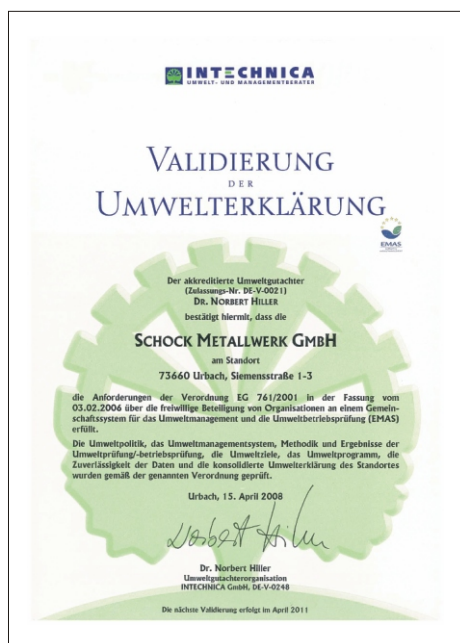 INTECHNICA
UMWELT- UND MANAGEMENTBERATER
VALIDIERUNG
DER
UMWELTERKLÄRUNG
EMAS
Der akkreditierte Umweltgutachter
(Zulassungs-Nr. DE-V-0021)
DR. NORBERT HILLER
bestätigt hiermit, dass die
SCHOCK METALLWERK GMBH
am Standort
73660 Urbach, Siemensstraße 1-3
die Anforderungen der Verordnung EG 761/2001 in der Fassung vom
03.02.2006 über die freiwillige Beteiligung von Organisationen an einem Gemein-
schaftssystem für das Umweltmanagement und die Umweltbetriebsprüfung (EMAS)
erfüllt.
Die Umweltpolitik, das Umweltmanagementsystem, Methodik und Ergebnisse der
Umweltprüfung/-betriebsprüfung, die Umweltziele, das Umweltprogramm, die
Zuverlässigkeit der Daten und die konsolidierte Umwelterklärung des Standortes
wurden gemäß der genannten Verordnung geprüft.
Urbach, 15. April 2008
Norbert Hiller
Dr. Norbert Hiller
Umweltgutachterorganisation
INTECHNICA GmbH, DE-V-0248
Die nächste Validierung erfolgt im April 2011